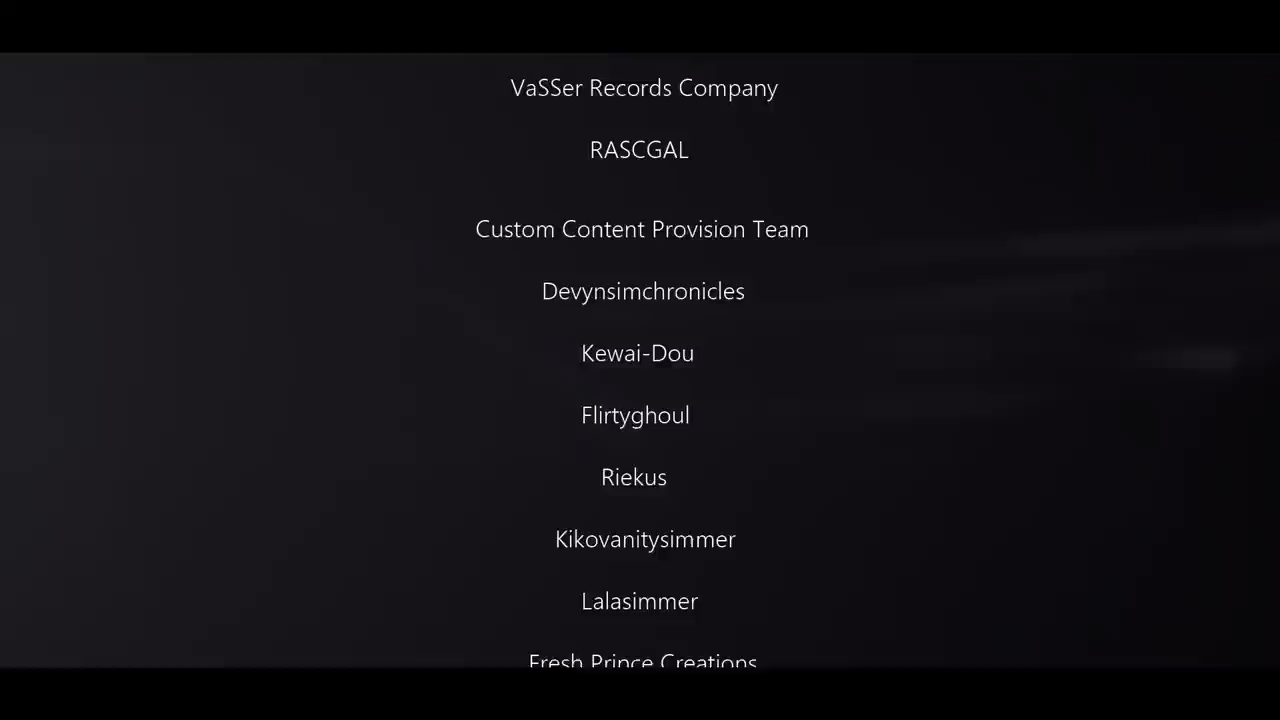 VaSSer Records Company
RASCGAL
Custom Content Provision Team
Devynsimchronicles
Kewai-Dou
Flirtyghoul
Riekus
Kikovanitysimmer
Lalasimmer
Fresh Prince Creations